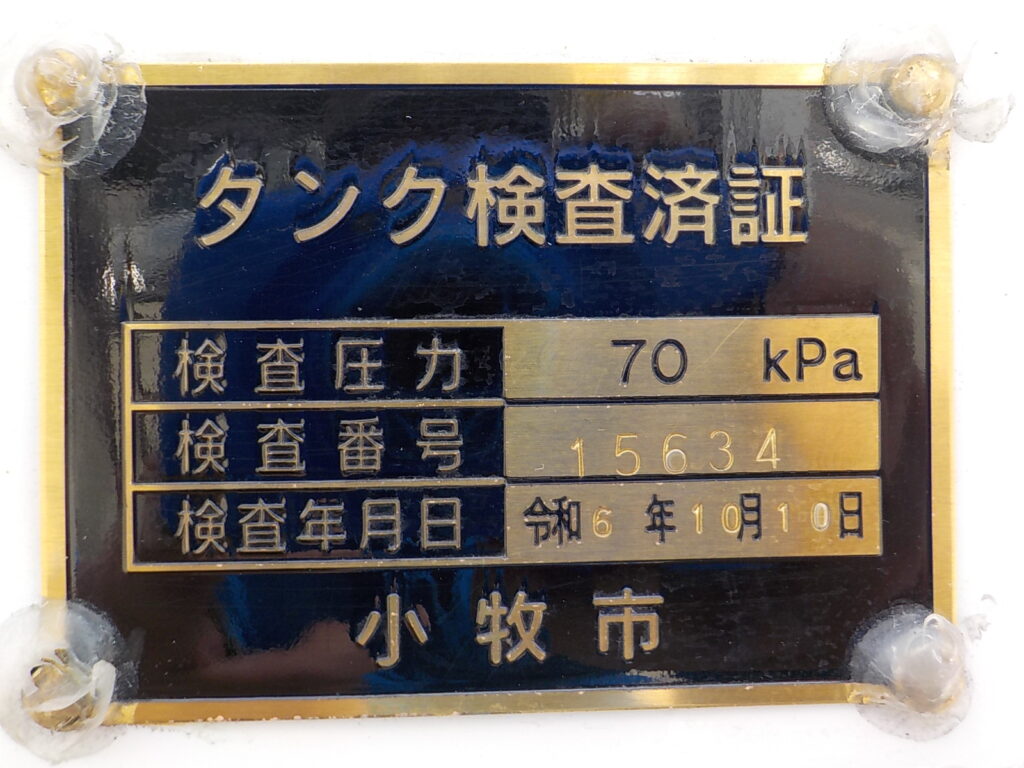 タンク検査済証
検査圧力 70 kPa
検査番号 15634
検査年月日 令和6年10月10日
小牧市